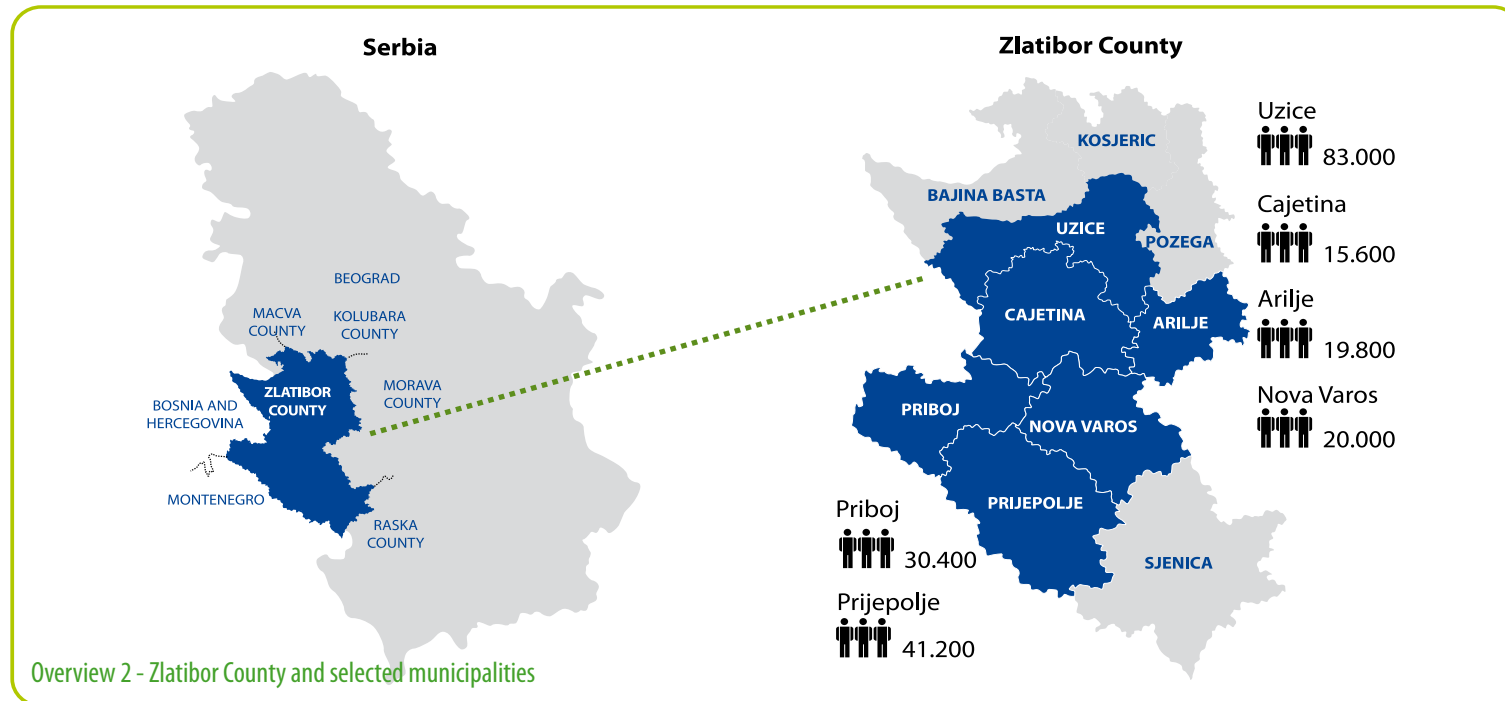 Serbia
BEOGRAD
MACVA
COUNTY
KOLUBARA
COUNTY
ZLATIBOR
COUNTY
MORAVA
COUNTY
BOSNIA AND
HERCEGOVINA
MONTENEGRO
RASKA
COUNTY
Zlatibor County
KOSJERIC
BAJINA BASTA
UZICE
POZEGA
CAJETINA
ARILJE
PRIBOJ
NOVA VAROS
PRIJEPOLJE
SJENICA
Uzice
83.000
Cajetina
15.600
Arilje
19.800
Nova Varos
20.000
Priboj
30.400
Prijepolje
41.200
Overview 2 - Zlatibor County and selected municipalities